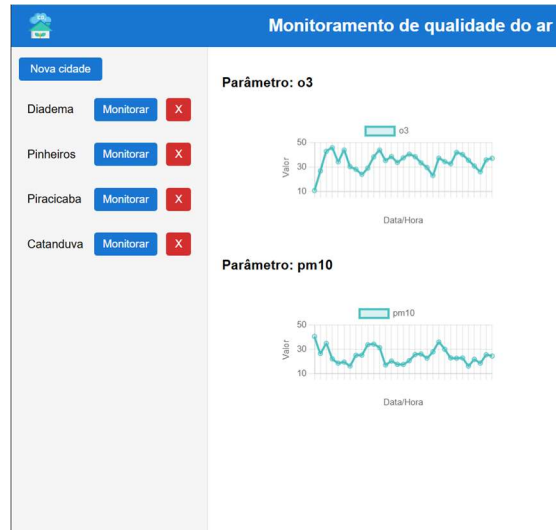 Monitoramento de qualidade do ar
Nova cidade
Diadema Monitorar X
Pinheiros Monitorar X
Piracicaba Monitorar X
Catanduva Monitorar X
Parâmetro: o3
o3
50
30
10
Valor
Data/Hora
Parâmetro: pm10
pm10
50
30
10
Valor
Data/Hora